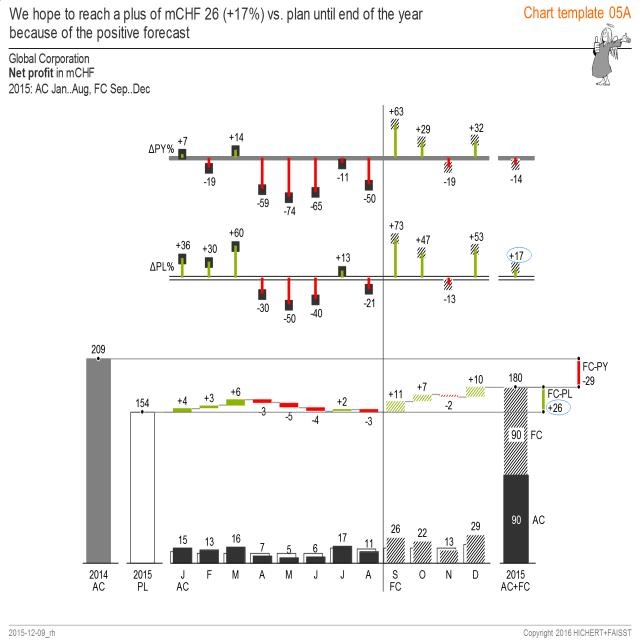 We hope to reach a plus of mCHF 26 (+17%) vs. plan until end of the year
because of the positive forecast
Chart template 05A
Global Corporation
Net profit in mCHF
2015: AC Jan..Aug, FC Sep..Dec
ΔPY%
+7 -19 +14 -59 -74 -65 -11 -50 +63 +29 -19 +32 -14
ΔPL%
+36 +30 +60 -30 -50 -40 +13 -21 +73 +47 -13 +53 +17
209
FC-PY
-29
154
+4 +3 +6 3 -5 -4 +2 -3 +11 +7 -2 +10
180
FC-PL
+26
90 FC
90 AC
15 13 16 7 5 6 17 11 26 22 13 29
2014 2015 J F M A M J J A S O N D 2015
AC PL AC FC AC+FC
2015-12-09_rh
Copyright 2016 HICHERT+FAISST